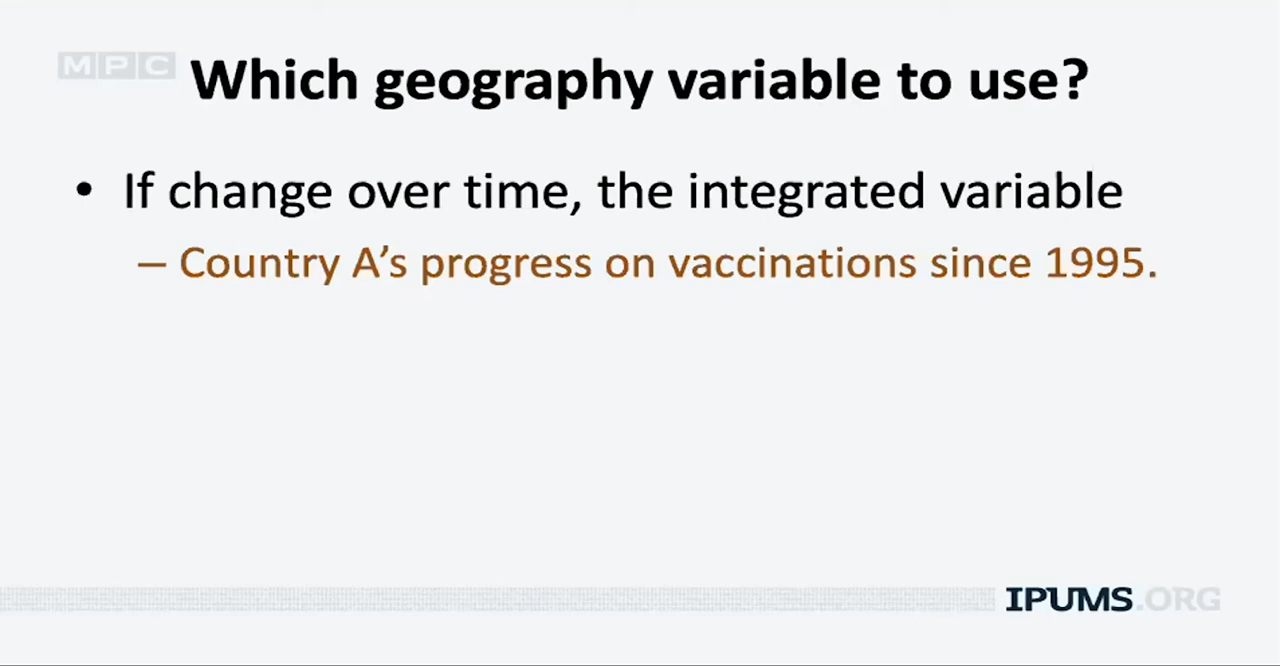 MPC
Which geography variable to use?
• If change over time, the integrated variable
– Country A’s progress on vaccinations since 1995.
IPUMS.ORG